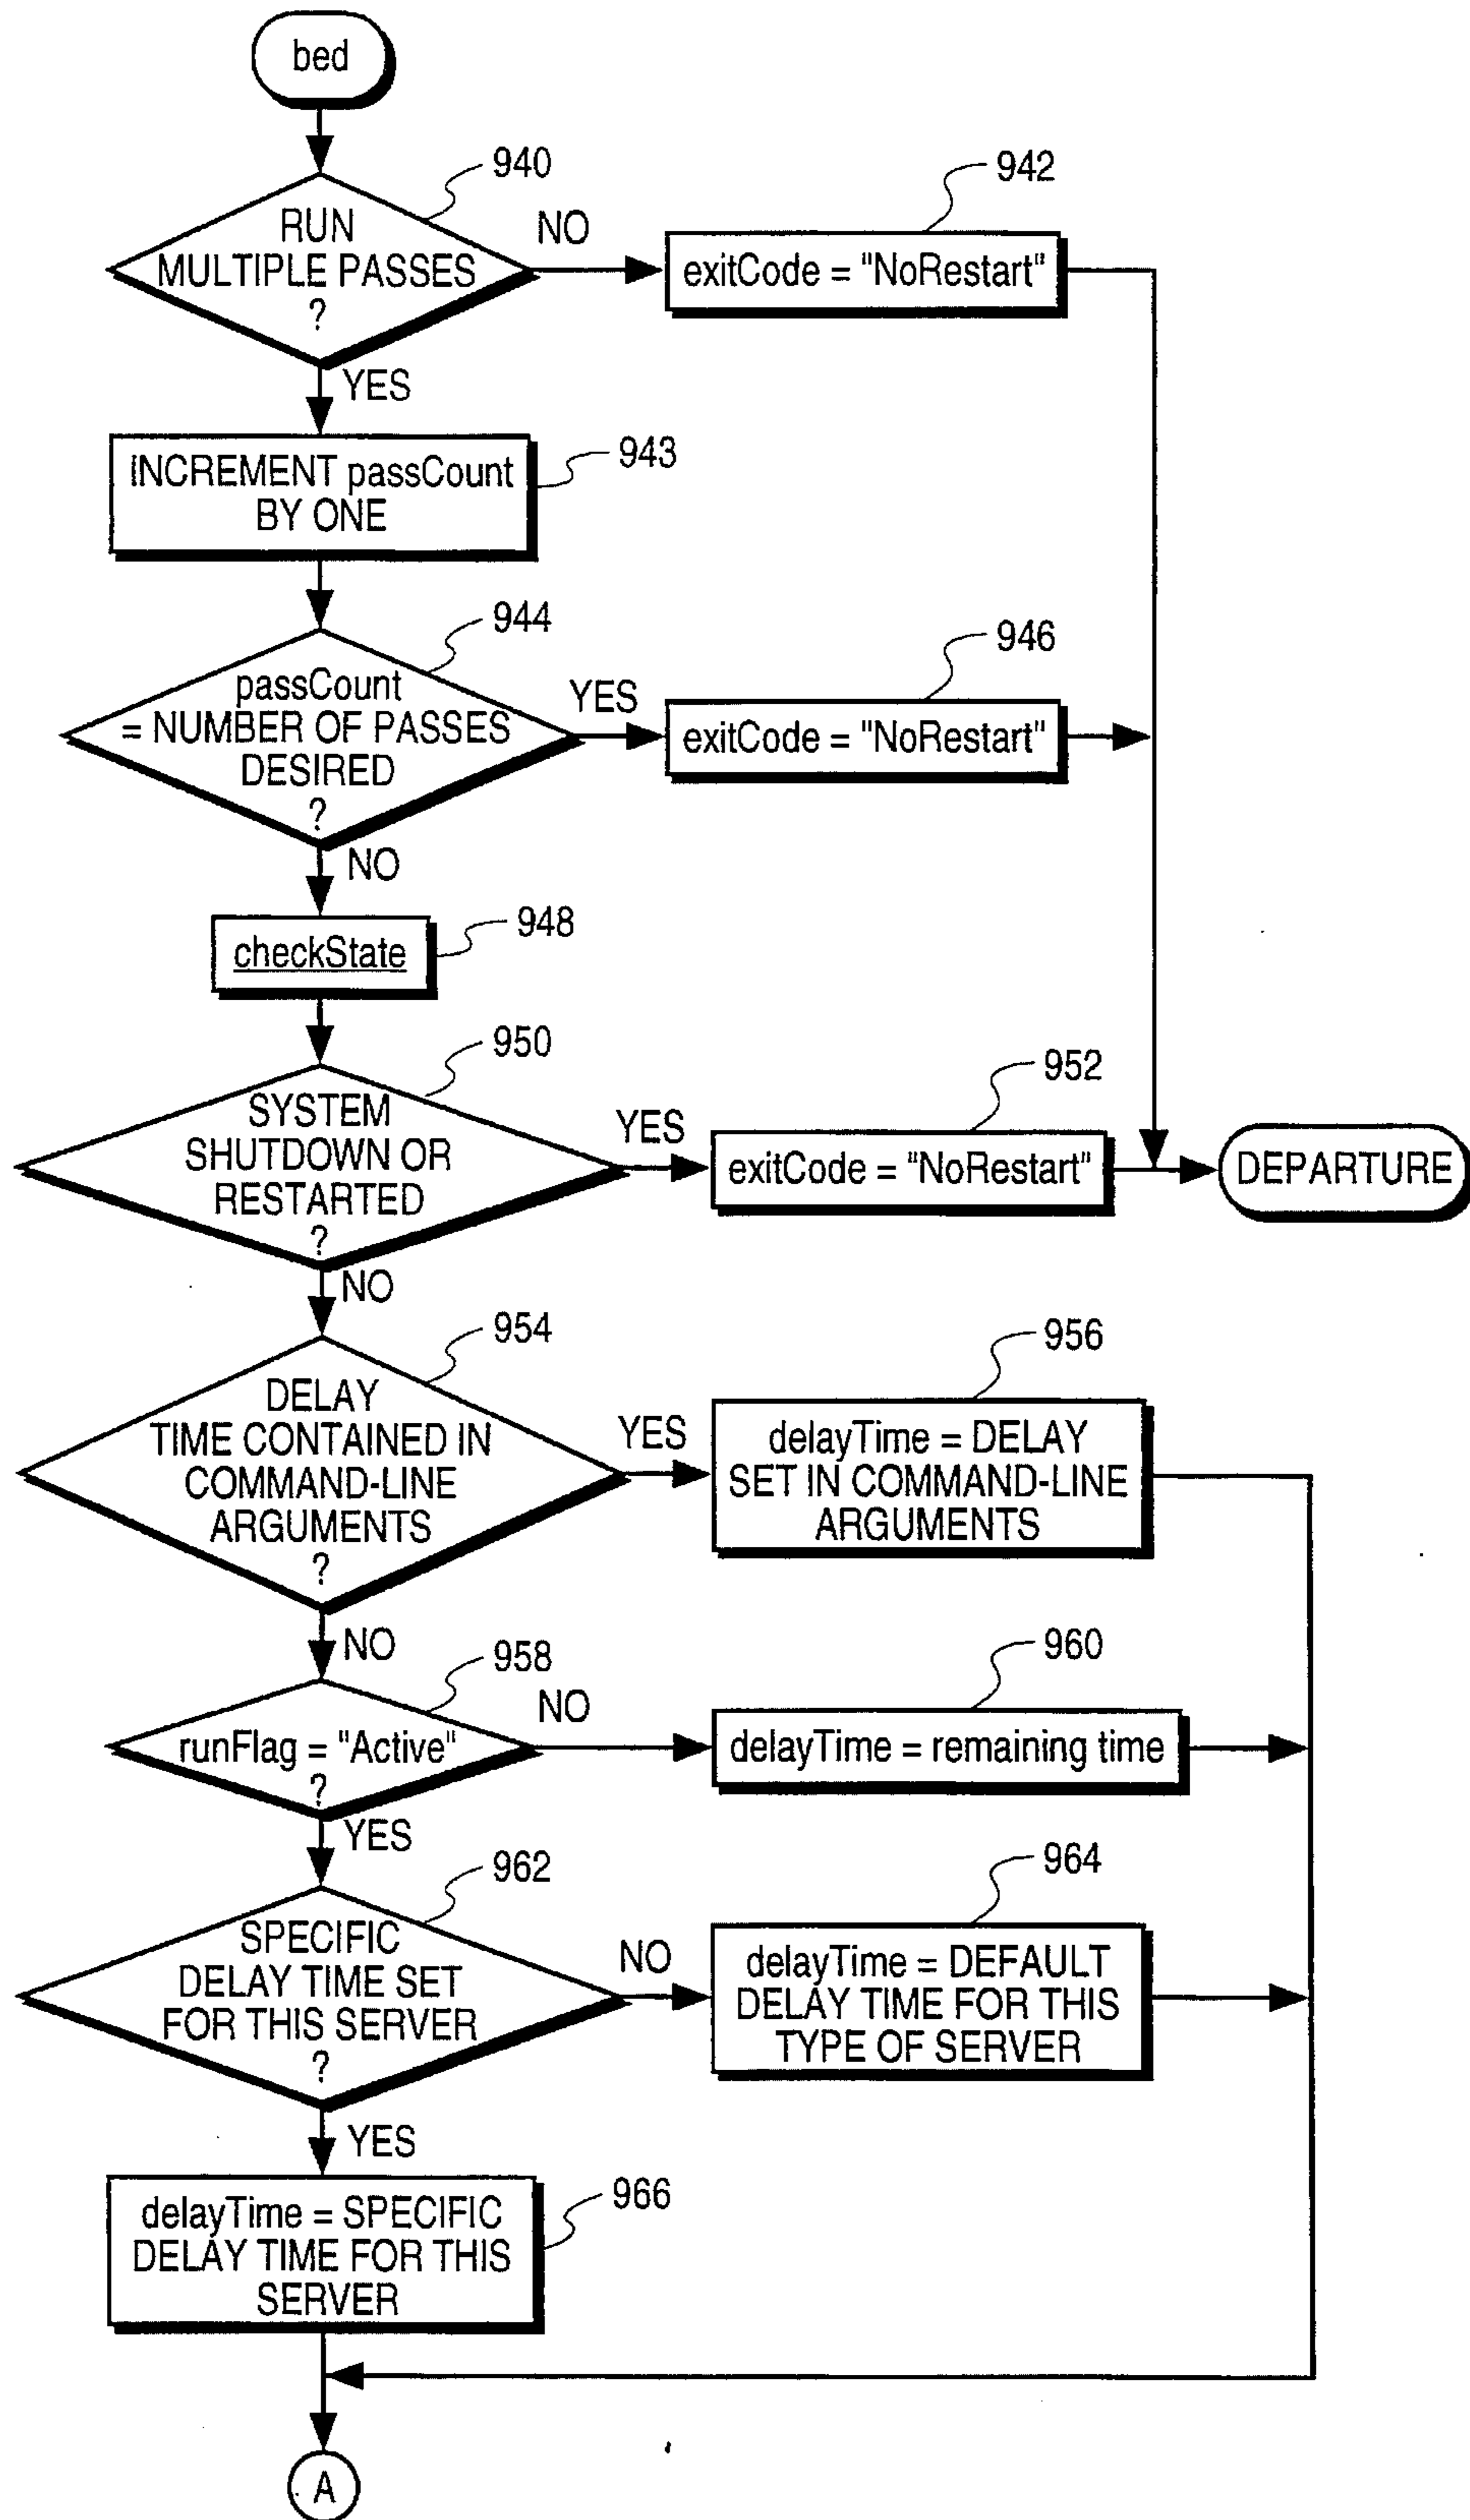 bed
940
RUN
MULTIPLE PASSES
?
NO
942
exitCode = "NoRestart"
YES
INCREMENT passCount
BY ONE
943
944
passCount
= NUMBER OF PASSES
DESIRED
?
YES
946
exitCode = "NoRestart"
NO
checkState
948
950
SYSTEM
SHUTDOWN OR
RESTARTED
?
YES
952
exitCode = "NoRestart"
DEPARTURE
NO
954
DELAY
TIME CONTAINED IN
COMMAND-LINE
ARGUMENTS
?
YES
956
delayTime = DELAY
SET IN COMMAND-LINE
ARGUMENTS
NO
958
runFlag = "Active"
?
NO
960
delayTime = remaining time
YES
962
SPECIFIC
DELAY TIME SET
FOR THIS SERVER
?
NO
964
delayTime = DEFAULT
DELAY TIME FOR THIS
TYPE OF SERVER
YES
delayTime = SPECIFIC
DELAY TIME FOR THIS
SERVER
966
A